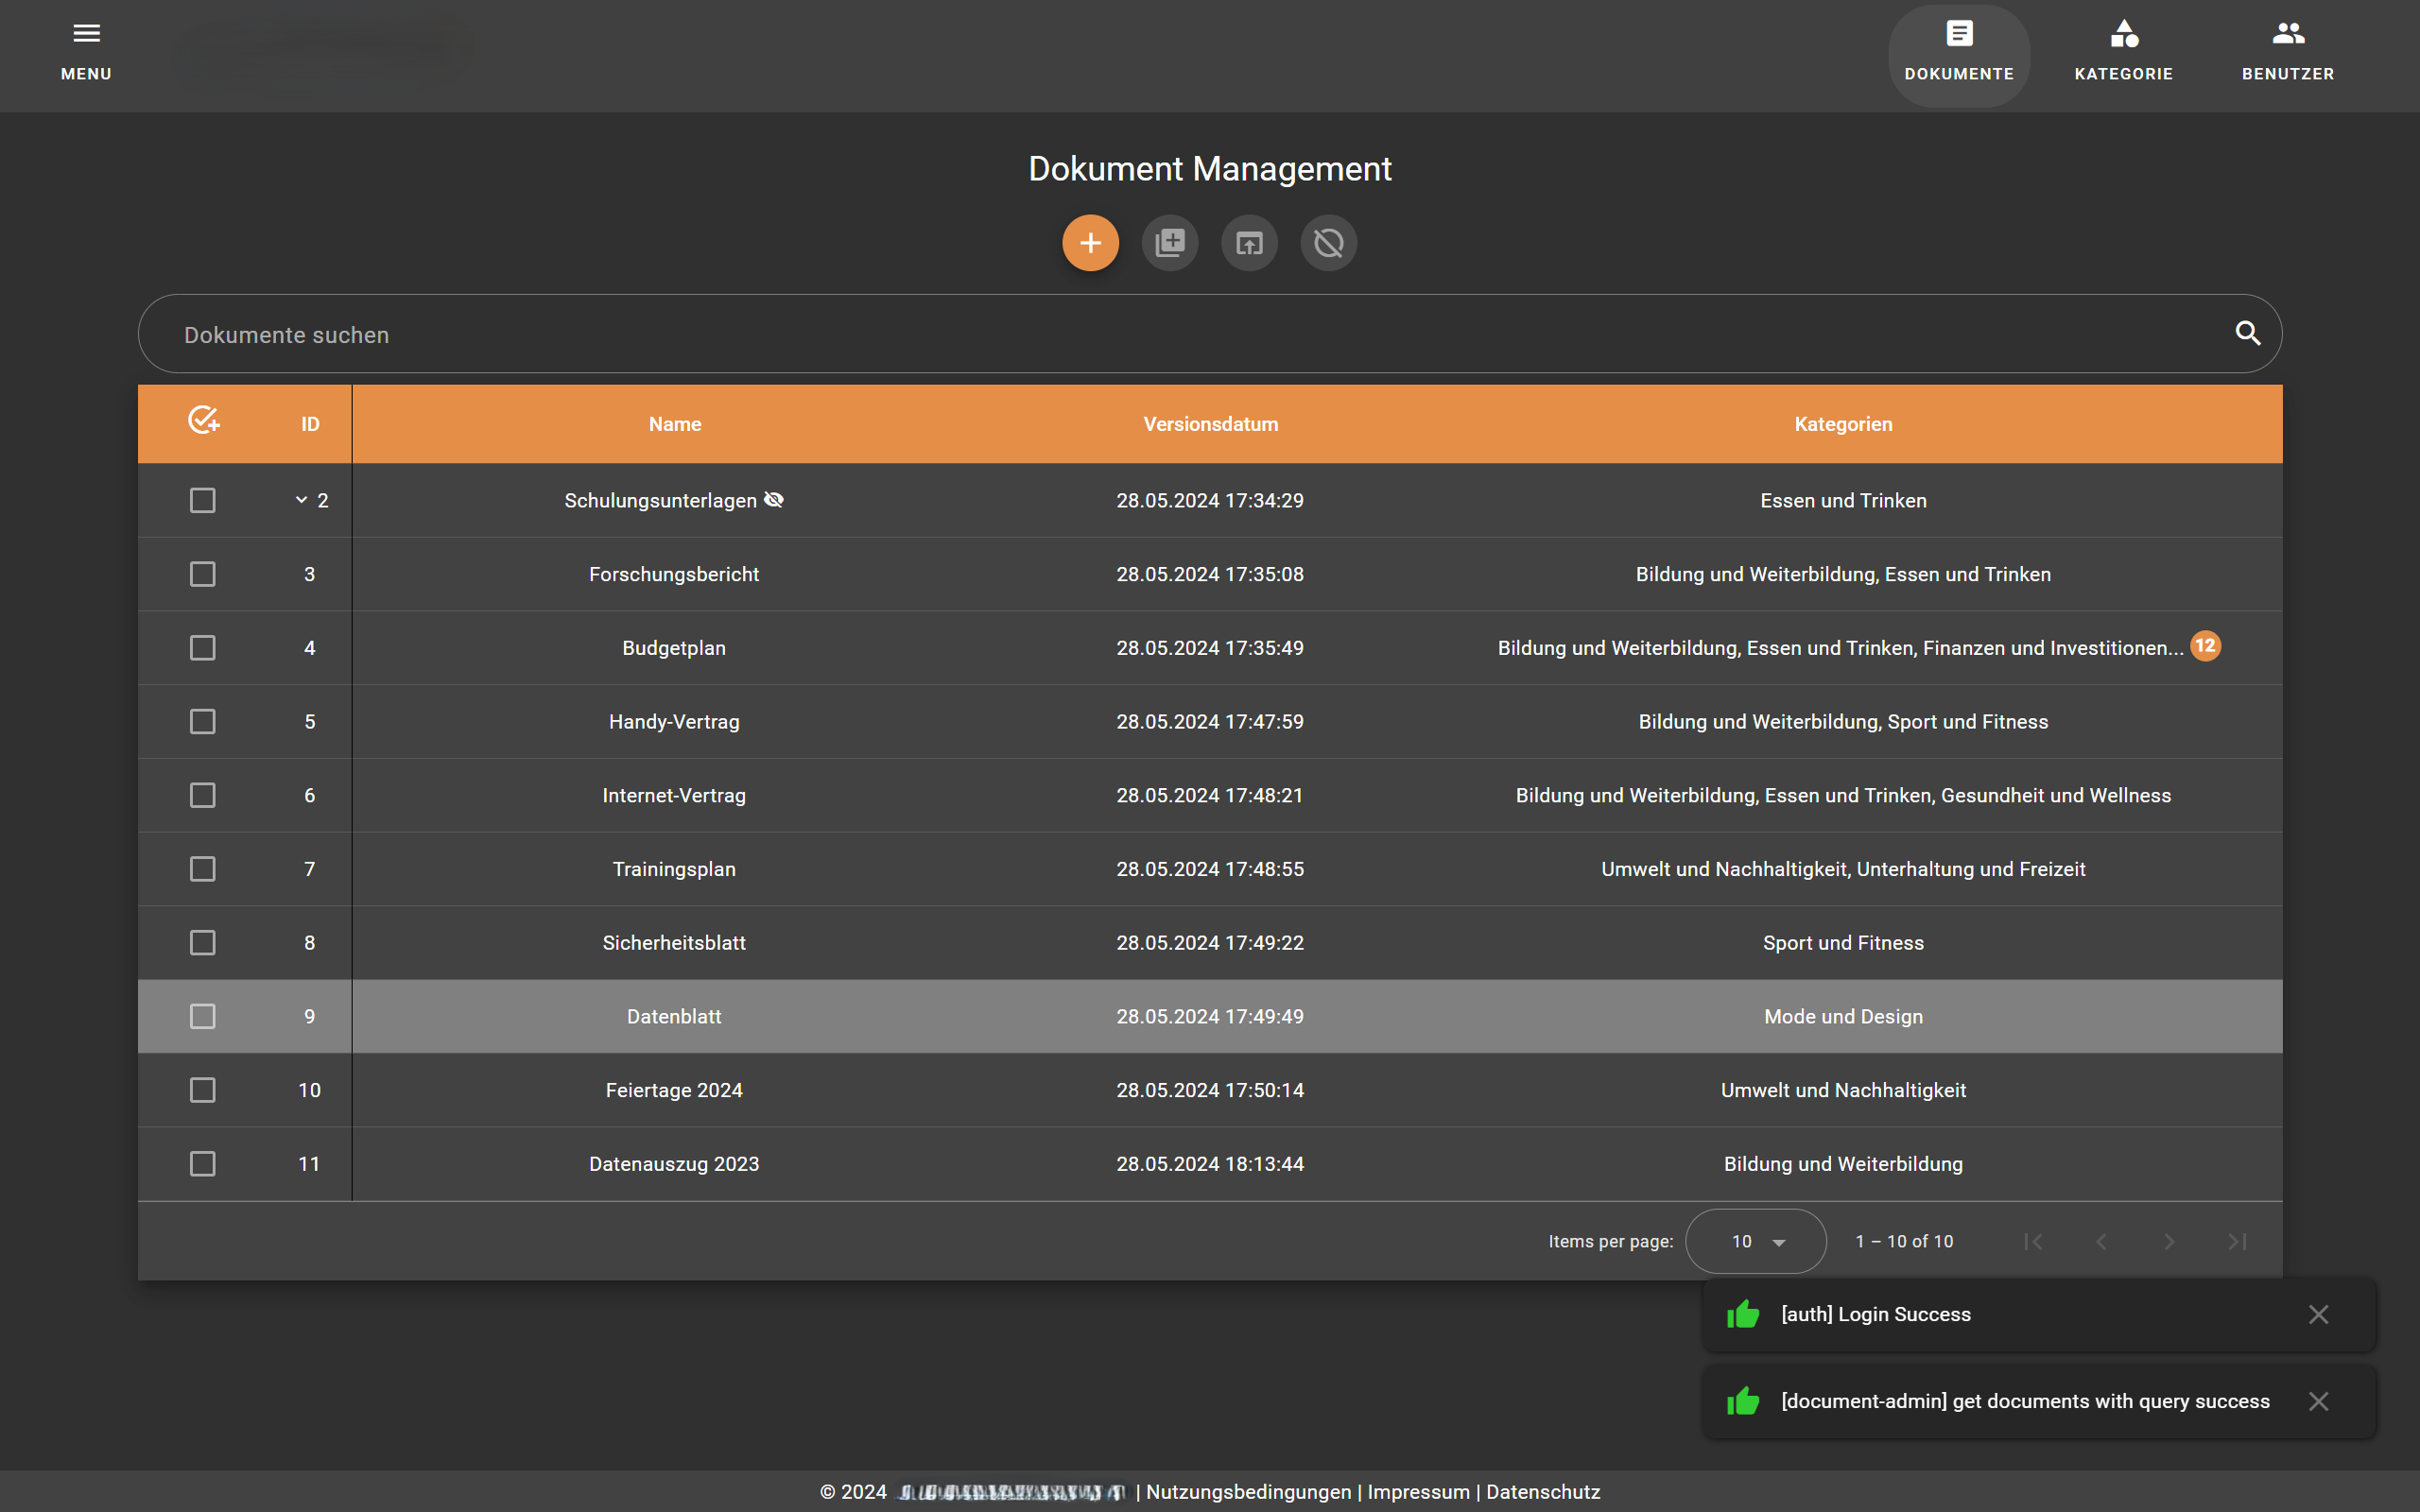 MENU
DOKUMENTE KATEGORIE BENUTZER
Dokument Management
Dokumente suchen
ID Name Versionsdatum Kategorien
2 Schulungsunterlagen 28.05.2024 17:34:29 Essen und Trinken
3 Forschungsbericht 28.05.2024 17:35:08 Bildung und Weiterbildung, Essen und Trinken
4 Budgetplan 28.05.2024 17:35:49 Bildung und Weiterbildung, Essen und Trinken, Finanzen und Investitionen... 12
5 Handy-Vertrag 28.05.2024 17:47:59 Bildung und Weiterbildung, Sport und Fitness
6 Internet-Vertrag 28.05.2024 17:48:21 Bildung und Weiterbildung, Essen und Trinken, Gesundheit und Wellness
7 Trainingsplan 28.05.2024 17:48:55 Umwelt und Nachhaltigkeit, Unterhaltung und Freizeit
8 Sicherheitsblatt 28.05.2024 17:49:22 Sport und Fitness
9 Datenblatt 28.05.2024 17:49:49 Mode und Design
10 Feiertage 2024 28.05.2024 17:50:14 Umwelt und Nachhaltigkeit
11 Datenauszug 2023 28.05.2024 18:13:44 Bildung und Weiterbildung
Items per page: 10 1 – 10 of 10
[auth] Login Success
[document-admin] get documents with query success
© 2024 | Nutzungsbedingungen | Impressum | Datenschutz